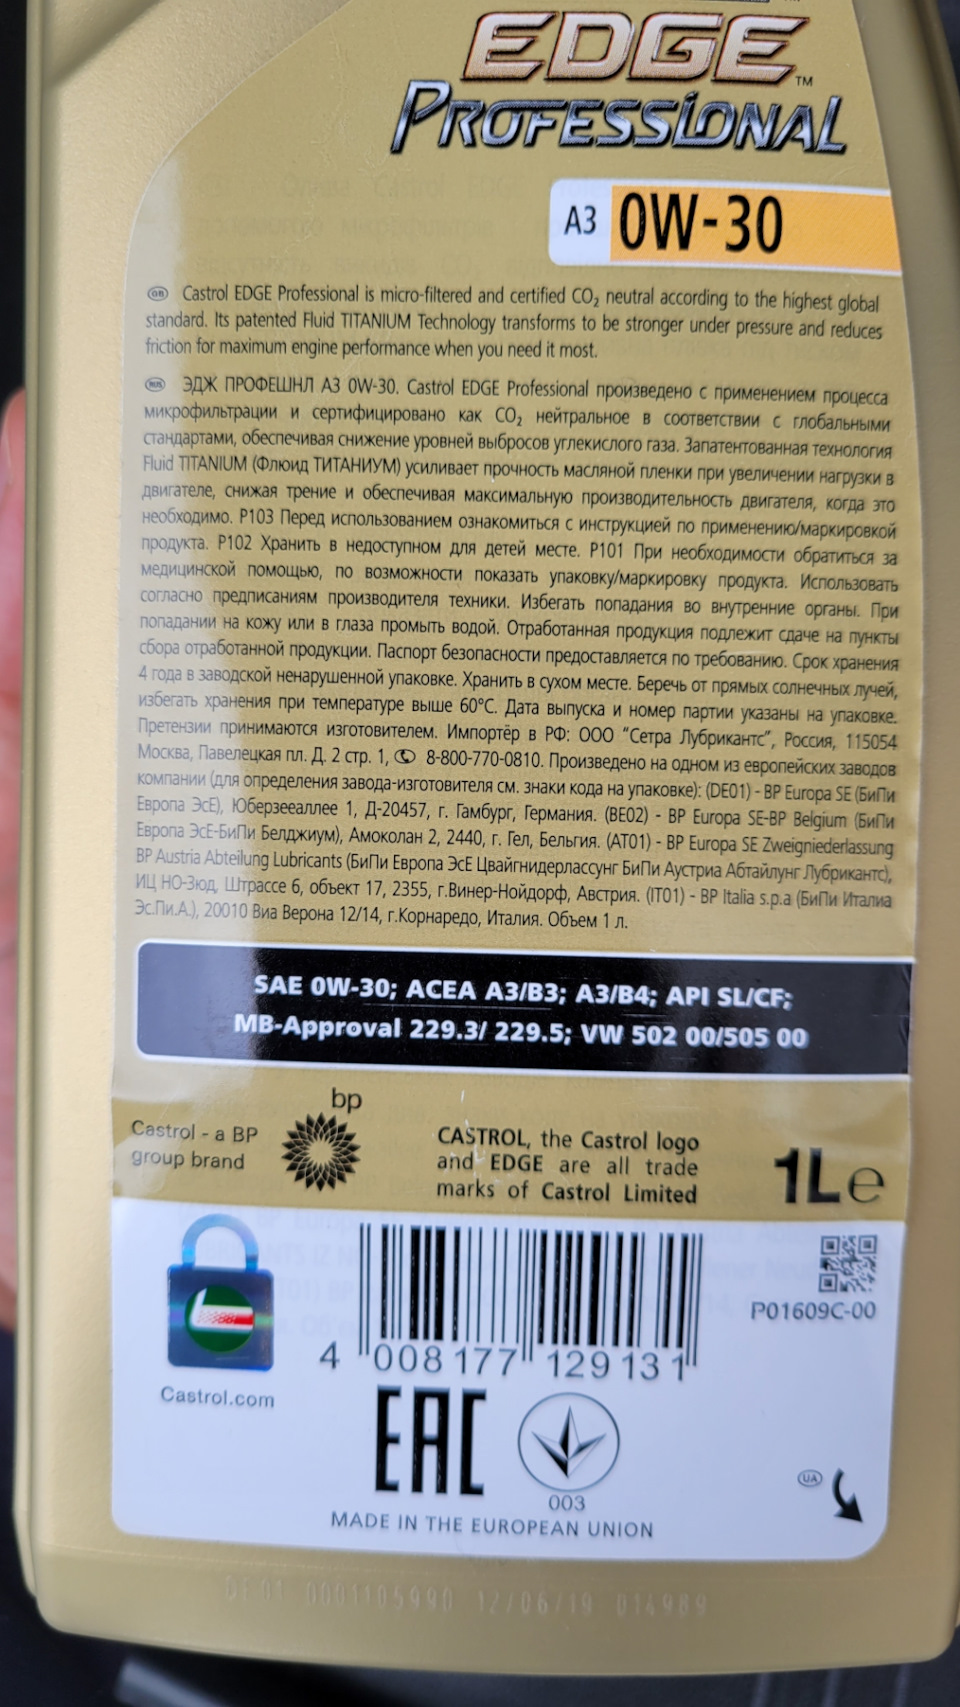 EDGE™
PROFESSIONAL
A3 0W-30
GB Castrol EDGE Professional is micro-filtered and certified CO₂ neutral according to the highest global
standard. Its patented Fluid TITANIUM Technology transforms to be stronger under pressure and reduces
friction for maximum engine performance when you need it most.
RUS ЭДЖ ПРОФЕШНЛ А3 0W-30. Castrol EDGE Professional произведено с применением процесса
микрофильтрации и сертифицировано как CO₂ нейтральное в соответствии с глобальными
стандартами, обеспечивая снижение уровней выбросов углекислого газа. Запатентованная технология
Fluid TITANIUM (Флюид ТИТАНИУМ) усиливает прочность масляной пленки при увеличении нагрузки в
двигателе, снижая трение и обеспечивая максимальную производительность двигателя, когда это
необходимо. P103 Перед использованием ознакомиться с инструкцией по применению/маркировкой
продукта. P102 Хранить в недоступном для детей месте. P101 При необходимости обратиться за
медицинской помощью, по возможности показать упаковку/маркировку продукта. Использовать
согласно предписаниям производителя техники. Избегать попадания во внутренние органы. При
попадании на кожу или в глаза промыть водой. Отработанная продукция подлежит сдаче на пункты
сбора отработанной продукции. Паспорт безопасности предоставляется по требованию. Срок хранения
4 года в заводской ненарушенной упаковке. Хранить в сухом месте. Беречь от прямых солнечных лучей,
избегать хранения при температуре выше 60°C. Дата выпуска и номер партии указаны на упаковке.
Претензии принимаются изготовителем. Импортёр в РФ: ООО "Сетра Лубрикантс", Россия, 115054
Москва, Павелецкая пл. Д. 2 стр. 1, 8-800-770-0810. Произведено на одном из европейских заводов
компании (для определения завода-изготовителя см. знаки кода на упаковке): (DE01) - BP Europa SE (БиПи
Европа ЭсЕ), Юберзееаллее 1, Д-20457, г. Гамбург, Германия. (BE02) - BP Europa SE-BP Belgium (БиПи
Европа ЭсЕ-БиПи Белджиум), Амоколан 2, 2440, г. Гел, Бельгия. (AT01) - BP Europa SE Zweigniederlassung
BP Austria Abteilung Lubricants (БиПи Европа ЭсЕ Цвайгнидерлассунг БиПи Аустриа Абтайлунг Лубрикантс),
ИЦ НО-Зюд, Штрассе 6, объект 17, 2355, г.Винер-Нойдорф, Австрия. (IT01) - BP Italia s.p.a (БиПи Италиа
Эс.Пи.А.), 20010 Виа Верона 12/14, г.Корнаредо, Италия. Объем 1 л.
SAE 0W-30; ACEA A3/B3; A3/B4; API SL/CF;
MB-Approval 229.3/ 229.5; VW 502 00/505 00
Castrol - a BP
group brand
bp
CASTROL, the Castrol logo
and EDGE are all trade
marks of Castrol Limited
1L e
P01609C-00
4 008177 129131
Castrol.com
EAC
003
UA
MADE IN THE EUROPEAN UNION
DE 01 0001105990 12/06/19 014989